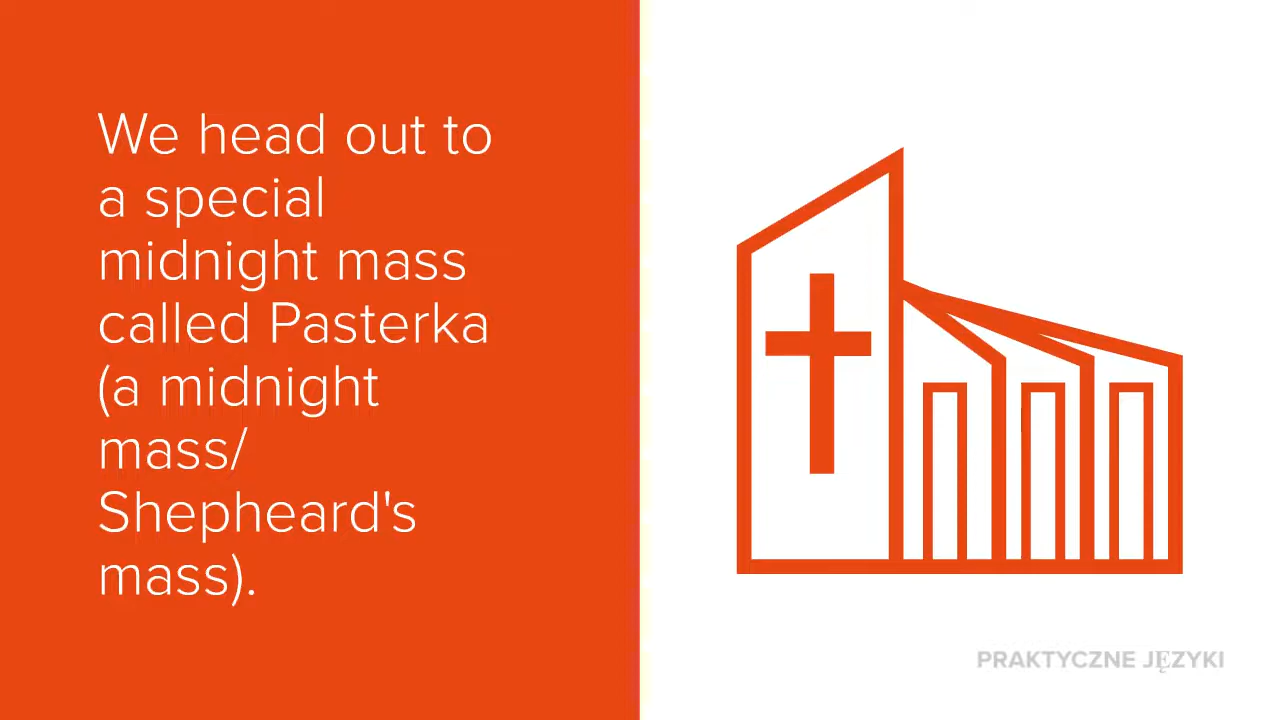 We head out to
a special
midnight mass
called Pasterka
(a midnight
mass/
Shepheard's
mass).
PRAKTYCZNE JĘZYKI